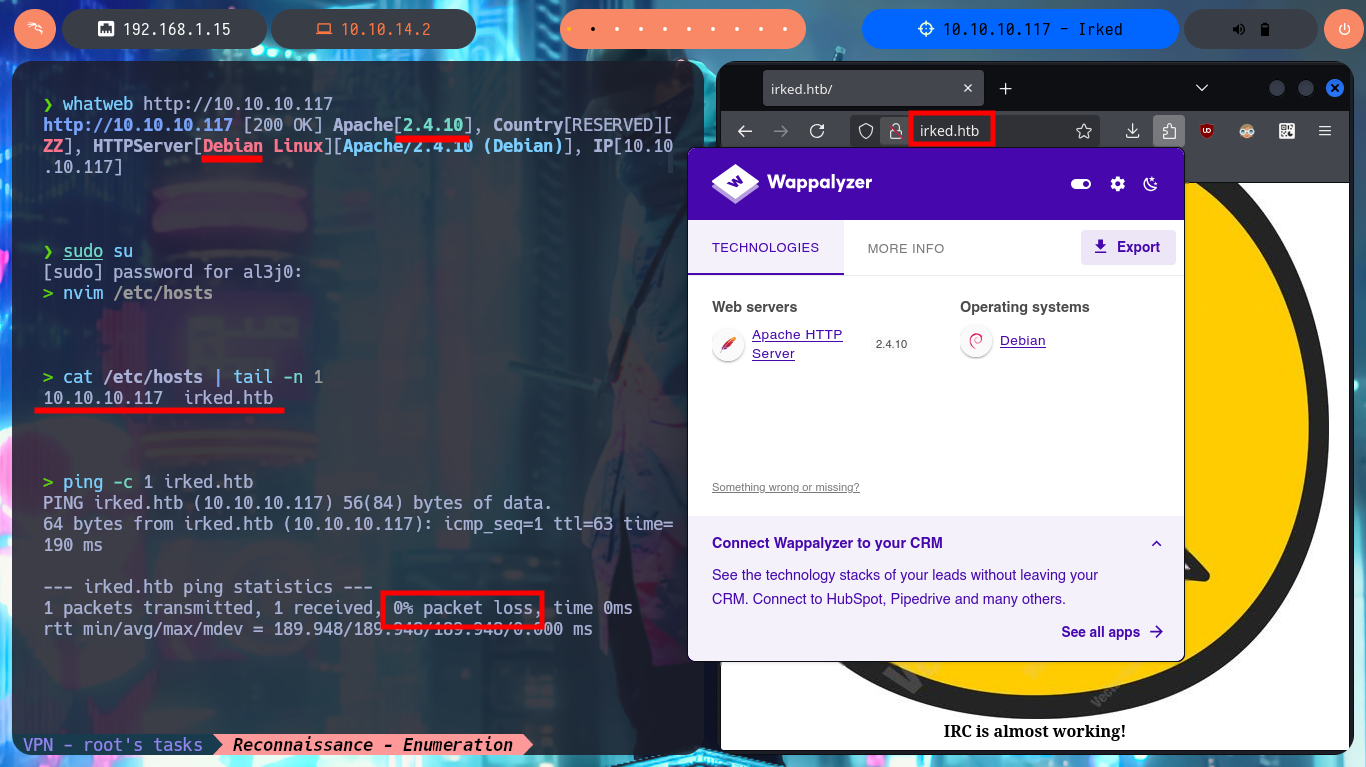 192.168.1.15
10.10.14.2
10.10.10.117 - Irked
❯ whatweb http://10.10.10.117
http://10.10.10.117 [200 OK] Apache[2.4.10], Country[RESERVED][
ZZ], HTTPServer[Debian Linux][Apache/2.4.10 (Debian)], IP[10.10
.10.117]
❯ sudo su
[sudo] password for al3j0:
> nvim /etc/hosts
> cat /etc/hosts | tail -n 1
10.10.10.117 irked.htb
> ping -c 1 irked.htb
PING irked.htb (10.10.10.117) 56(84) bytes of data.
64 bytes from irked.htb (10.10.10.117): icmp_seq=1 ttl=63 time=
190 ms
--- irked.htb ping statistics ---
1 packets transmitted, 1 received, 0% packet loss, time 0ms
rtt min/avg/max/mdev = 189.948/189.948/189.948/0.000 ms
VPN - root's tasks
Reconnaissance - Enumeration
irked.htb/
irked.htb
Wappalyzer
TECHNOLOGIES
MORE INFO
Export
Web servers
Operating systems
Apache HTTP
Server
2.4.10
Debian
Something wrong or missing?
Connect Wappalyzer to your CRM
See the technology stacks of your leads without leaving your
CRM. Connect to HubSpot, Pipedrive and many others.
See all apps
IRC is almost working!